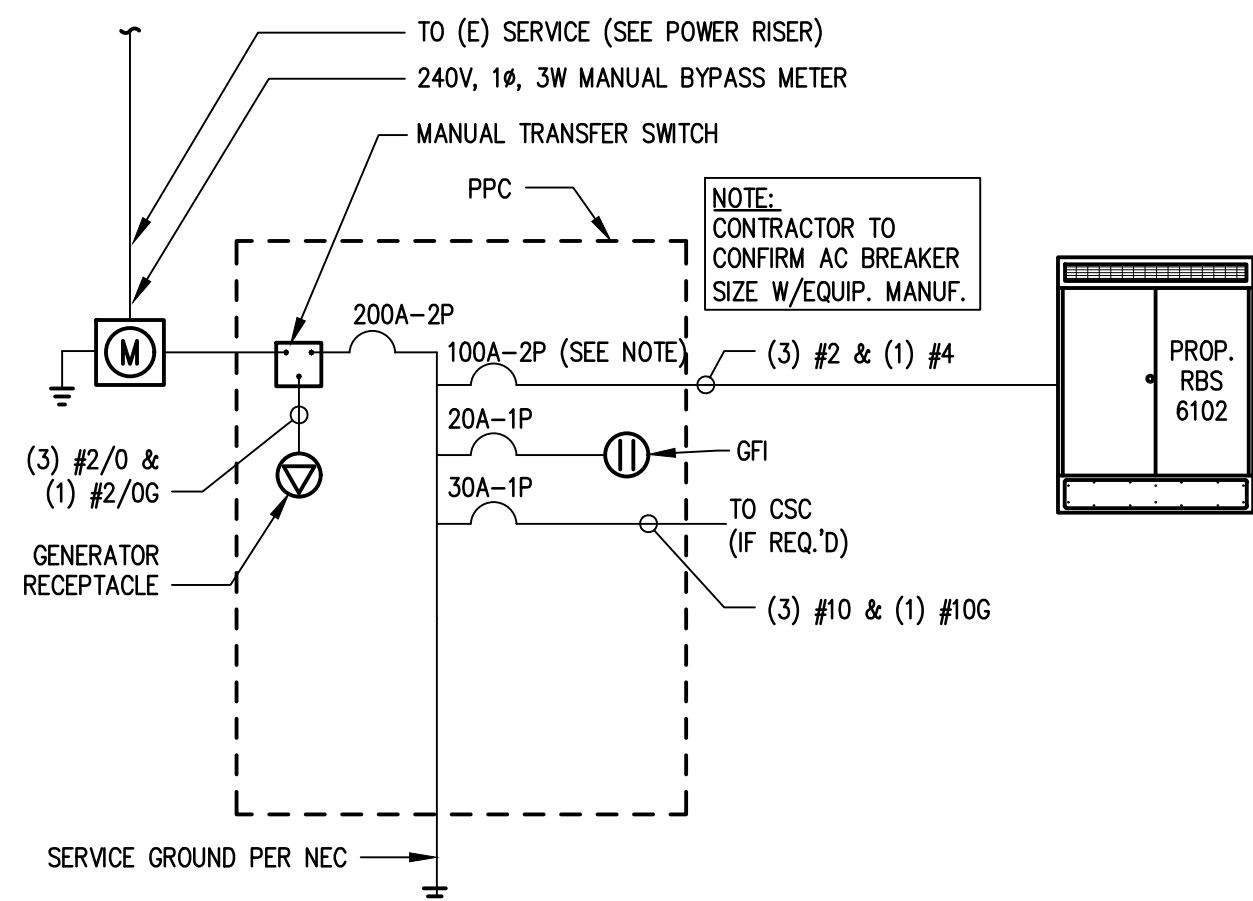 TO (E) SERVICE (SEE POWER RISER)
240V, 1ø, 3W MANUAL BYPASS METER
MANUAL TRANSFER SWITCH
PPC
NOTE:
CONTRACTOR TO
CONFIRM AC BREAKER
SIZE W/EQUIP. MANUF.
200A-2P
M
100A-2P (SEE NOTE)
(3) #2 & (1) #4
PROP.
RBS
6102
20A-1P
GFI
(3) #2/0 &
(1) #2/0G
30A-1P
TO CSC
(IF REQ.'D)
GENERATOR
RECEPTACLE
(3) #10 & (1) #10G
SERVICE GROUND PER NEC